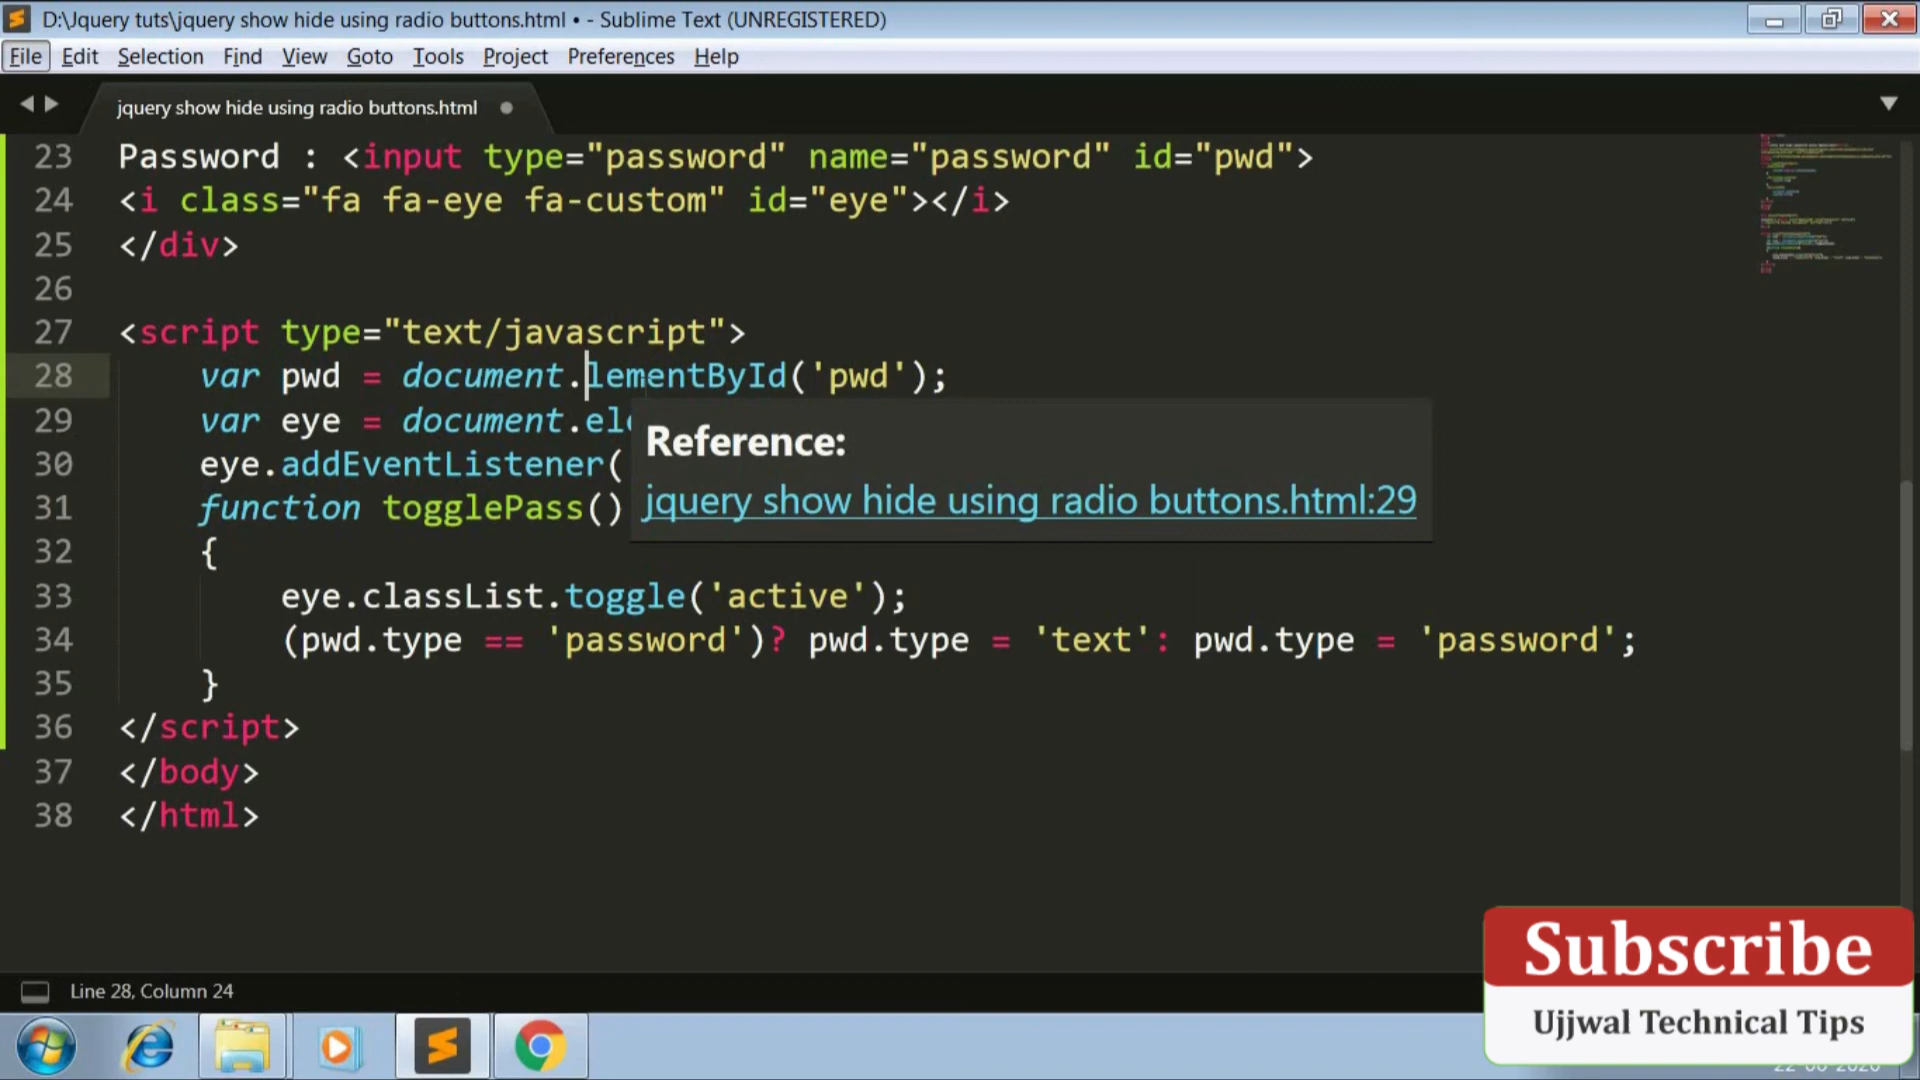 D:\Jquery tuts\jquery show hide using radio buttons.html • - Sublime Text (UNREGISTERED)
File Edit Selection Find View Goto Tools Project Preferences Help
jquery show hide using radio buttons.html
23 Password : <input type="password" name="password" id="pwd">
24 <i class="fa fa-eye fa-custom" id="eye"></i>
25 </div>
26
27 <script type="text/javascript">
28 var pwd = document.lementById('pwd');
29 var eye = document.ele
30 eye.addEventListener(
31 function togglePass()
Reference:
jquery show hide using radio buttons.html:29
32 {
33 eye.classList.toggle('active');
34 (pwd.type == 'password')? pwd.type = 'text': pwd.type = 'password';
35 }
36 </script>
37 </body>
38 </html>
Line 28, Column 24
Subscribe
Ujjwal Technical Tips